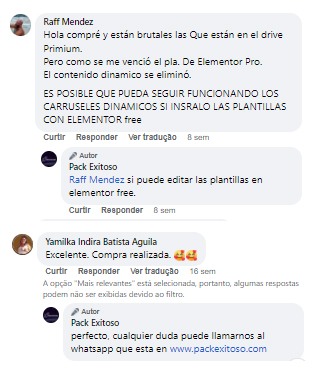 Raff Mendez
Hola compré y están brutales las Que están en el drive
Primium.
Pero como se me venció el pla. De Elementor Pro.
El contenido dinamico se eliminó.
ES POSIBLE QUE PUEDA SEGUIR FUNCIONANDO LOS
CARRUSELES DINAMICOS SI INSRALO LAS PLANTILLAS
CON ELEMENTOR free
Curtir Responder Ver tradução 8 sem
Autor
Pack Exitoso
Raff Mendez si puede editar las plantillas en
elementor free.
Curtir Responder 8 sem
Yamilka Indira Batista Aguila
Excelente. Compra realizada. 🥰🥰
Curtir Responder Ver tradução 16 sem
A opção "Mais relevantes" está selecionada, portanto, algumas respostas
podem não ser exibidas devido ao filtro.
Autor
Pack Exitoso
perfecto, cualquier duda puede llamarnos al
whatsapp que esta en www.packexitoso.com